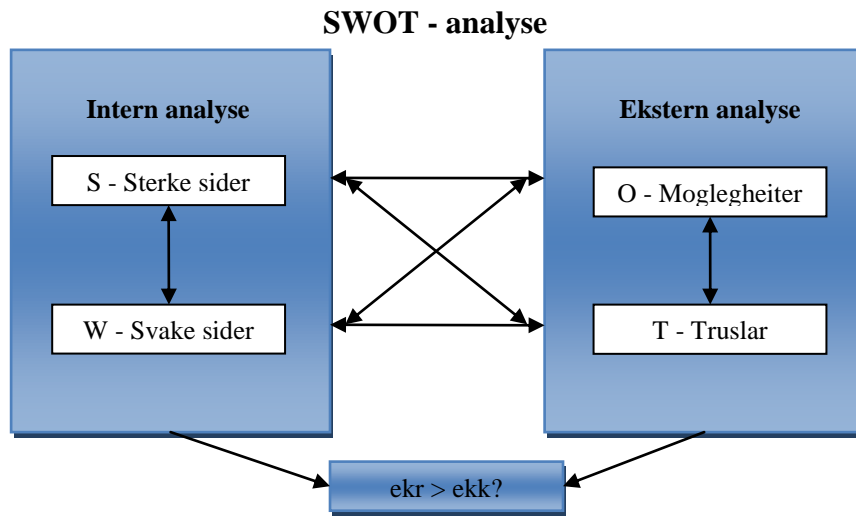 SWOT - analyse
Intern analyse
S - Sterke sider
W - Svake sider
Ekstern analyse
O - Moglegheiter
T - Truslar
ekr > ekk?